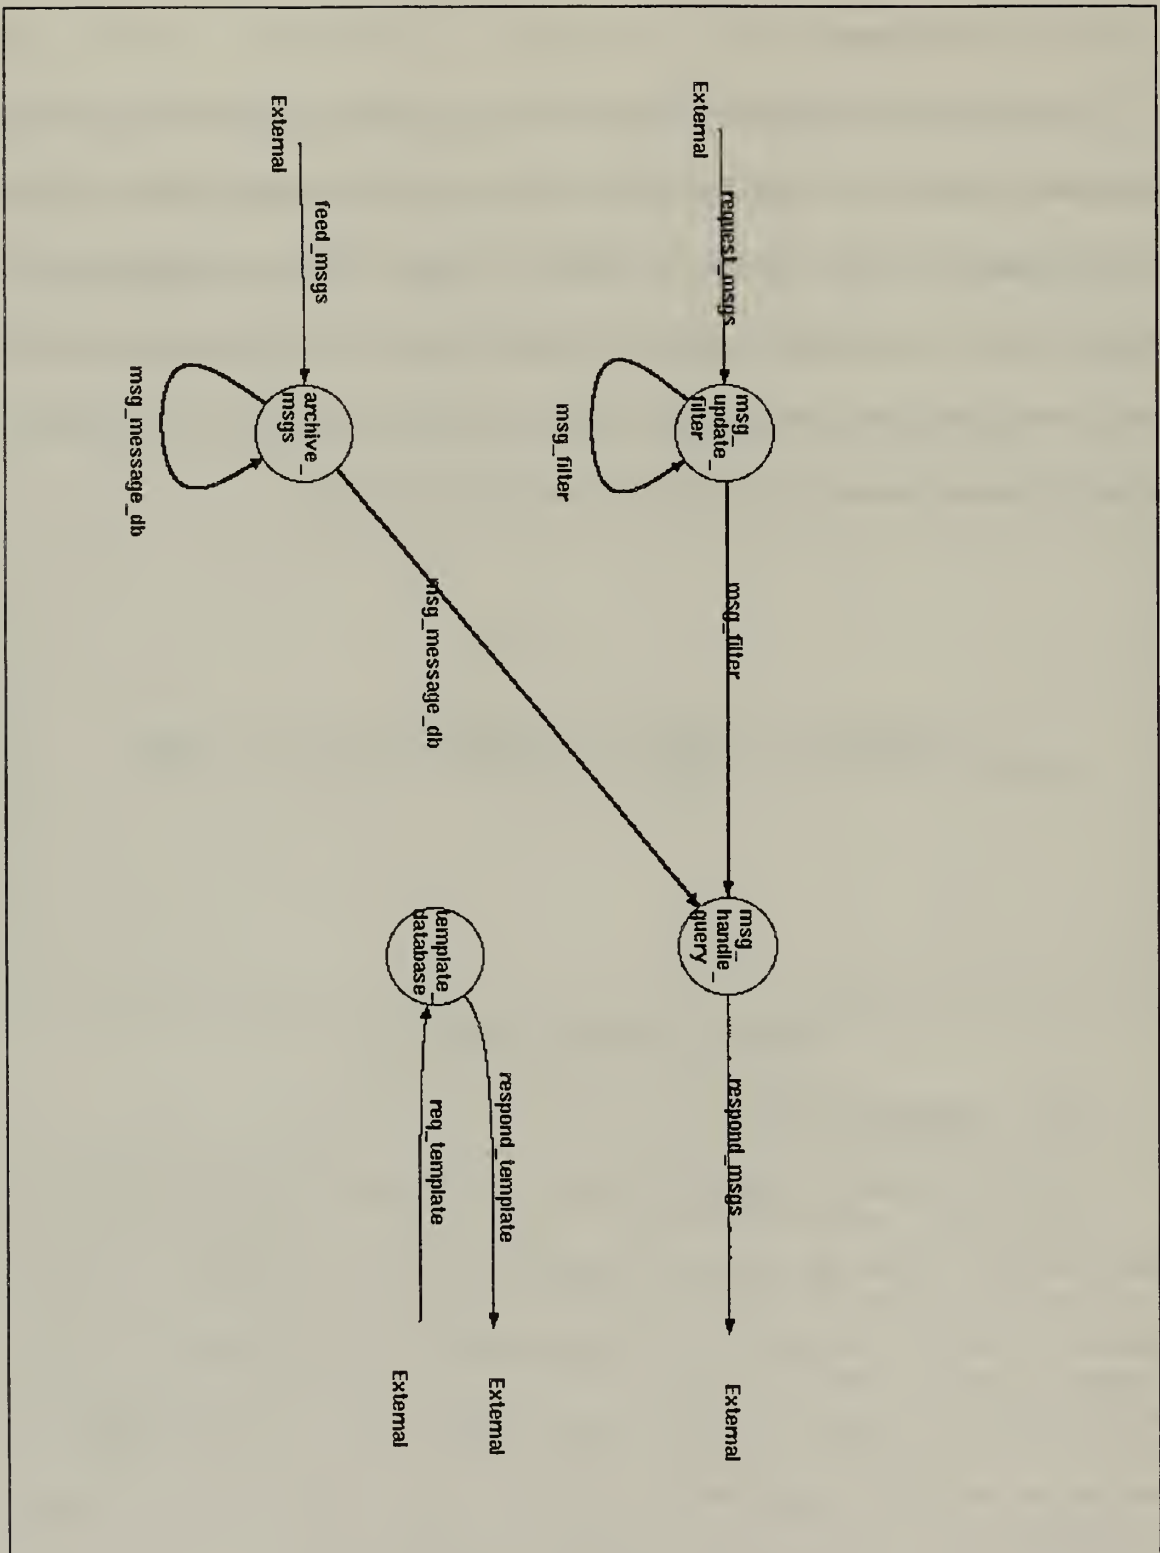 External
request_msgs
msg_
update_
filter
msg_filter
msg_filter
msg_
handle_
query
respond_msgs
External
External
feed_msgs
archive_
msgs
msg_message_db
msg_message_db
template_
database
respond_template
External
req_template
External